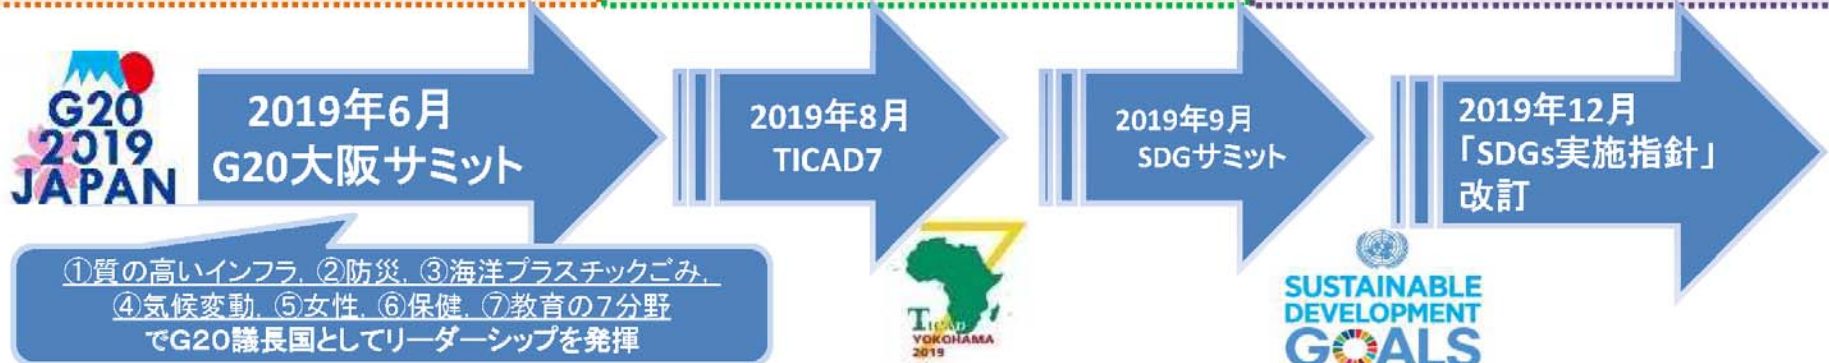 G20
2019
JAPAN
2019年6月
G20大阪サミット
2019年8月
TICAD7
2019年9月
SDGサミット
2019年12月
「SDGs実施指針」
改訂
①質の高いインフラ，②防災，③海洋プラスチックごみ，
④気候変動，⑤女性，⑥保健，⑦教育の7分野
でG20議長国としてリーダーシップを発揮
TICAD
YOKOHAMA
2019
SUSTAINABLE
DEVELOPMENT
GOALS